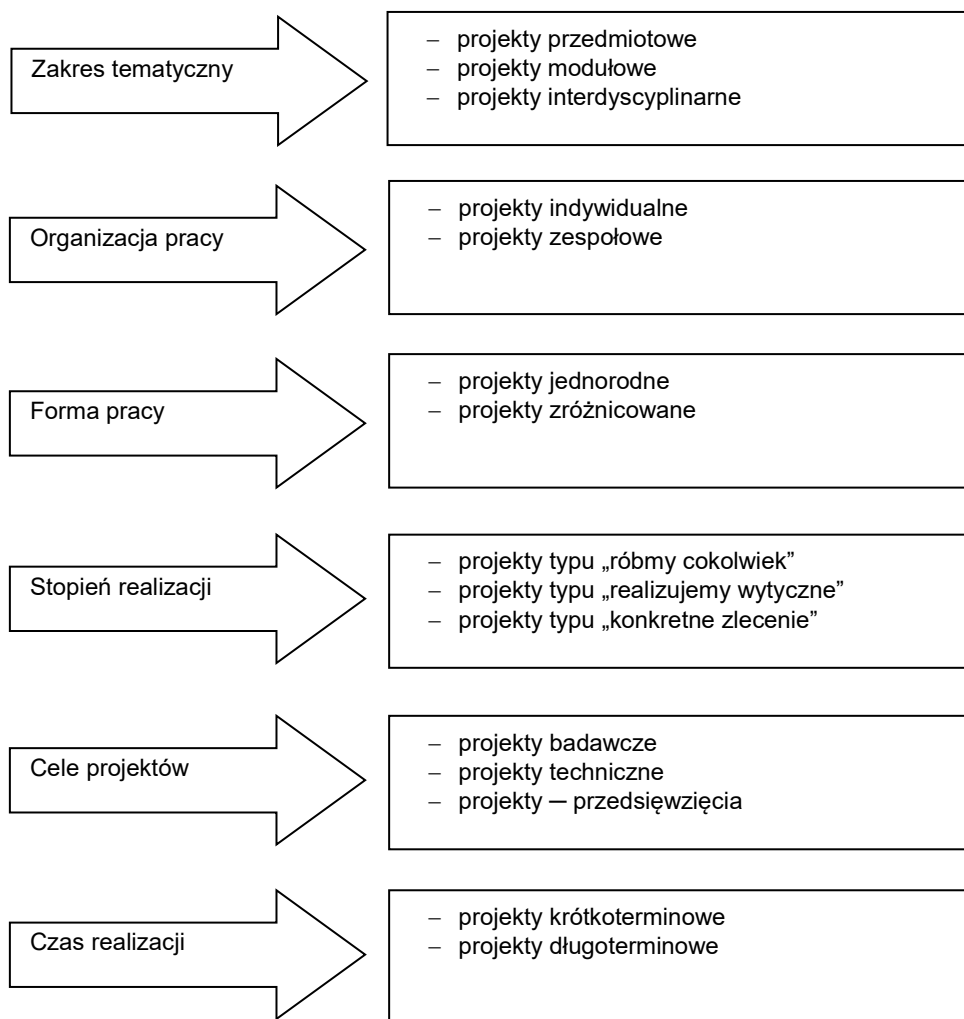 Zakres tematyczny
– projekty przedmiotowe
– projekty modułowe
– projekty interdyscyplinarne
Organizacja pracy
– projekty indywidualne
– projekty zespołowe
Forma pracy
– projekty jednorodne
– projekty zróżnicowane
Stopień realizacji
– projekty typu „róbmy cokolwiek”
– projekty typu „realizujemy wytyczne”
– projekty typu „konkretne zlecenie”
Cele projektów
– projekty badawcze
– projekty techniczne
– projekty ─ przedsięwzięcia
Czas realizacji
– projekty krótkoterminowe
– projekty długoterminowe